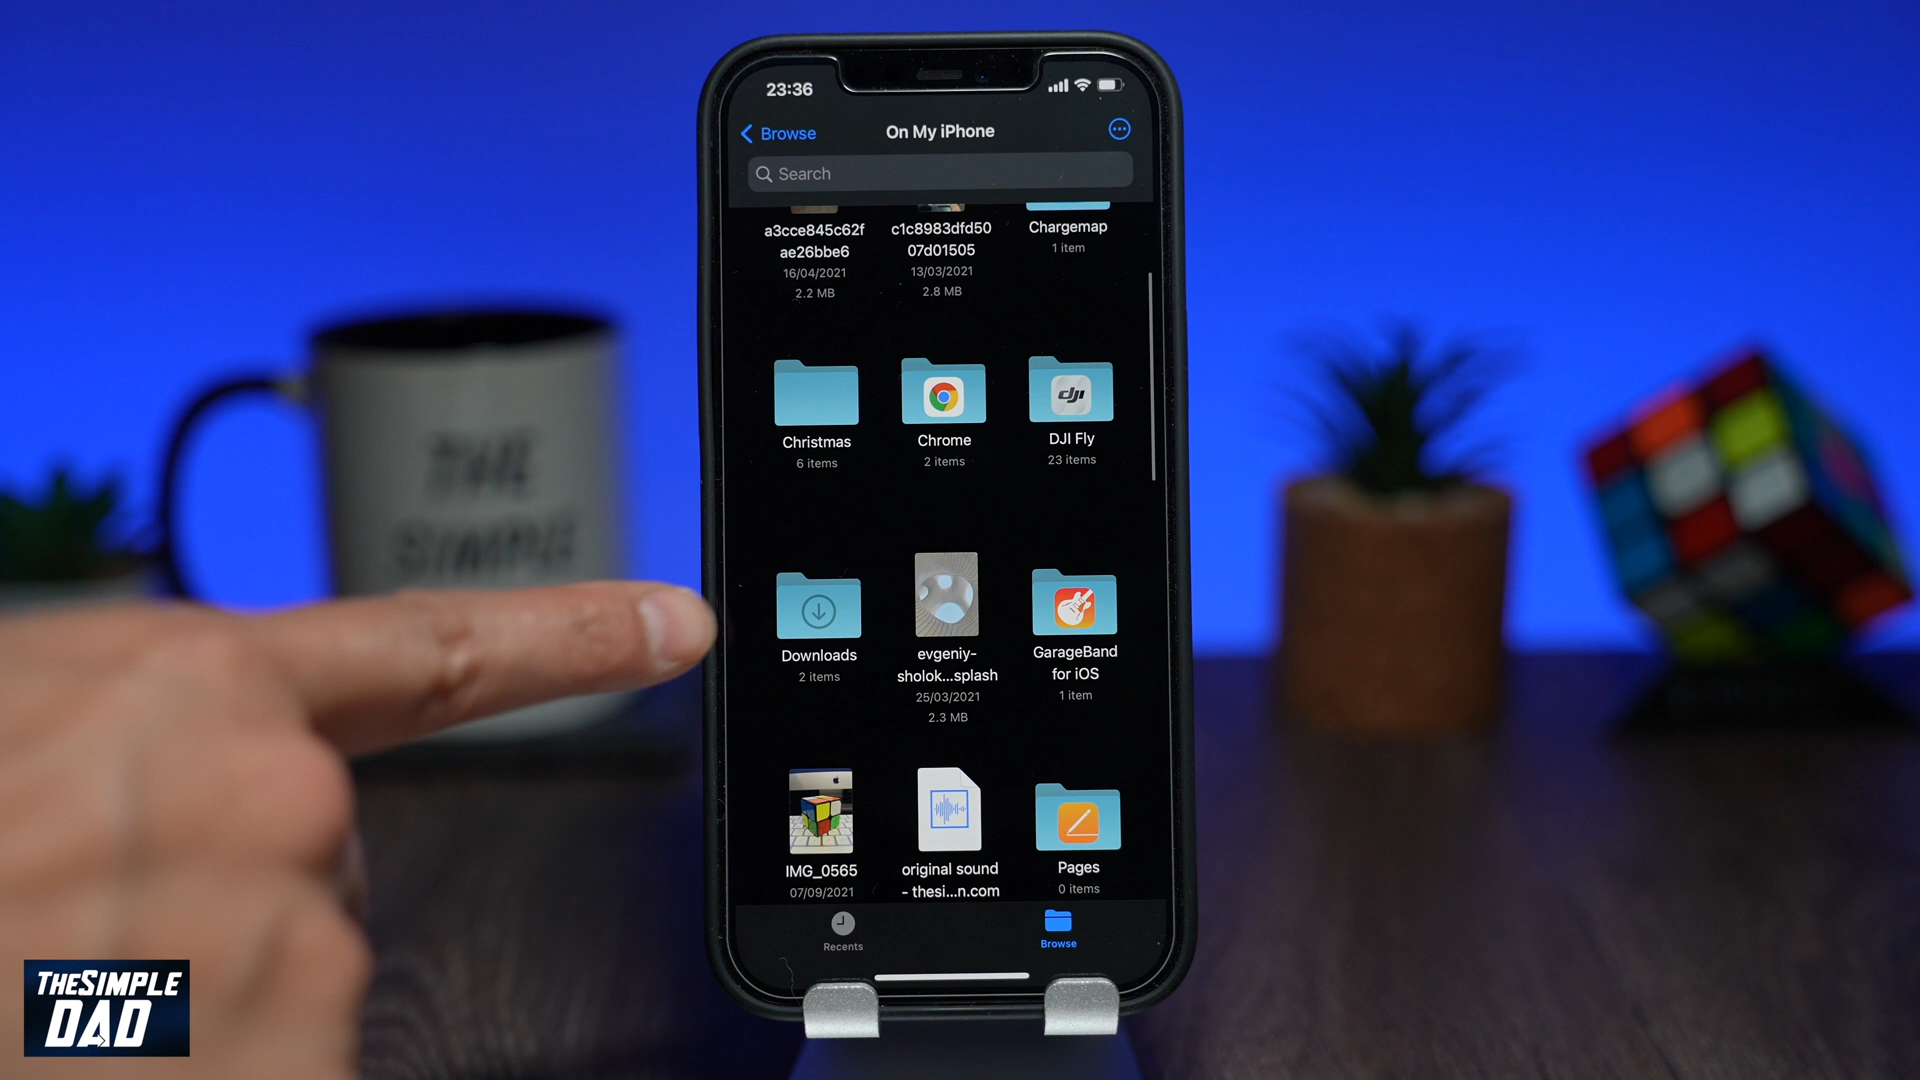 23:36
Browse
On My iPhone
Search
a3cce845c62f
ae26bbe6
16/04/2021
2.2 MB
c1c8983dfd50
07d01505
13/03/2021
2.8 MB
Chargemap
1 item
Christmas
6 items
Chrome
2 items
dji
DJI Fly
23 items
Downloads
2 items
evgeniy-
sholok...splash
25/03/2021
2.3 MB
GarageBand
for iOS
1 item
IMG_0565
07/09/2021
original sound
- thesi...n.com
Pages
0 items
Recents
Browse
THE
SIMPLE
THE SIMPLE
DAD